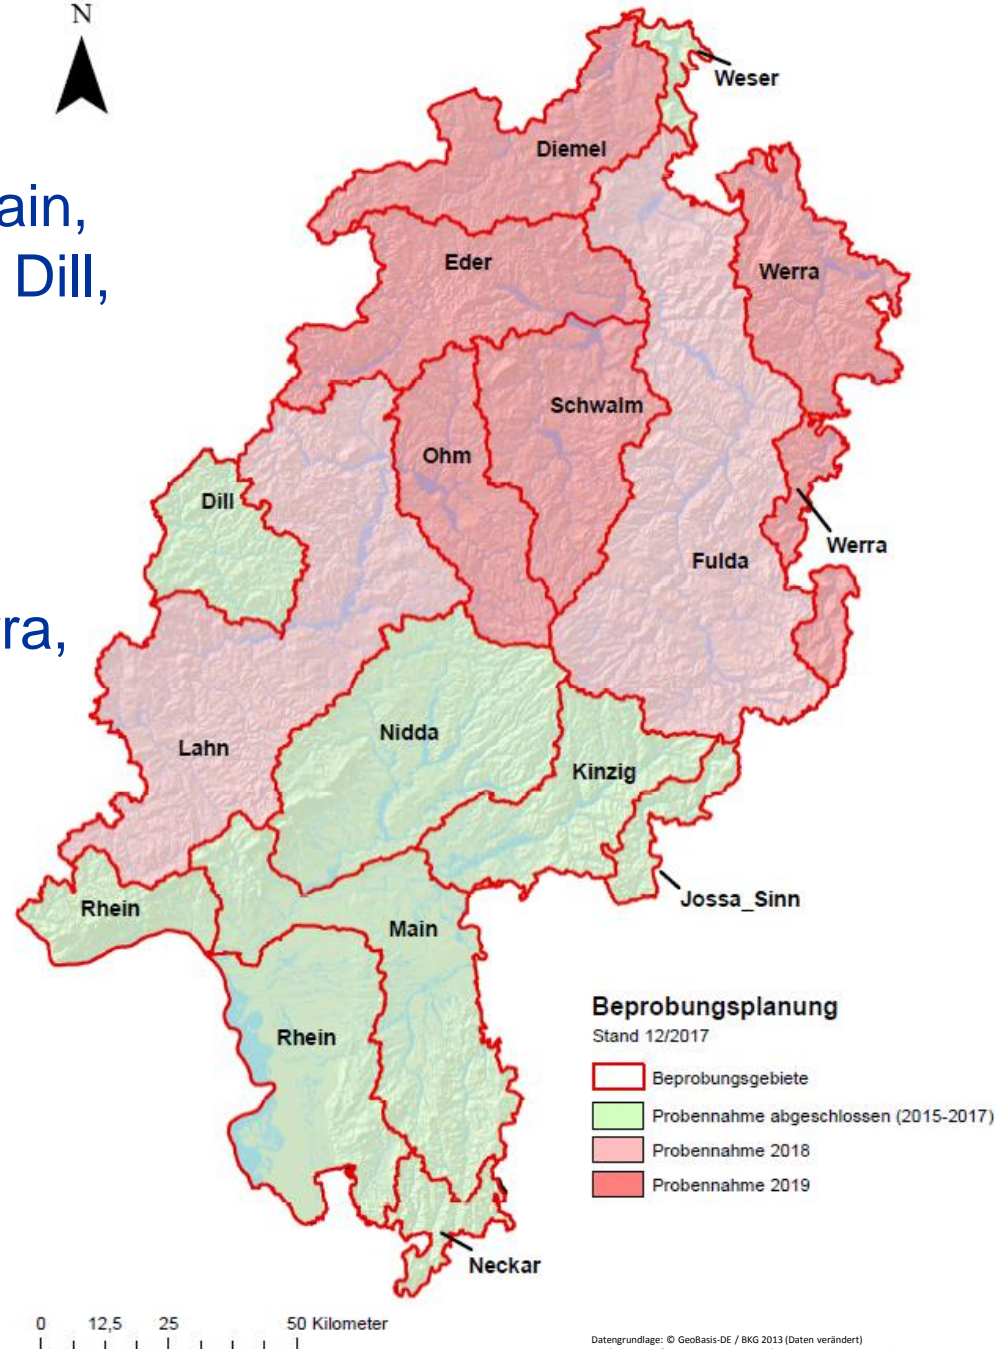 N
Weser
Diemel
ain,
Dill,
Eder
Werra
Schwalm
Ohm
Dill
Werra
Fulda
ra,
Nidda
Lahn
Kinzig
Jossa_Sinn
Rhein
Main
Rhein
Beprobungsplanung
Stand 12/2017
Beprobungsgebiete
Probennahme abgeschlossen (2015-2017)
Probennahme 2018
Probennahme 2019
Neckar
0 12,5 25 50 Kilometer
Datengrundlage: © GeoBasis-DE / BKG 2013 (Daten verändert)